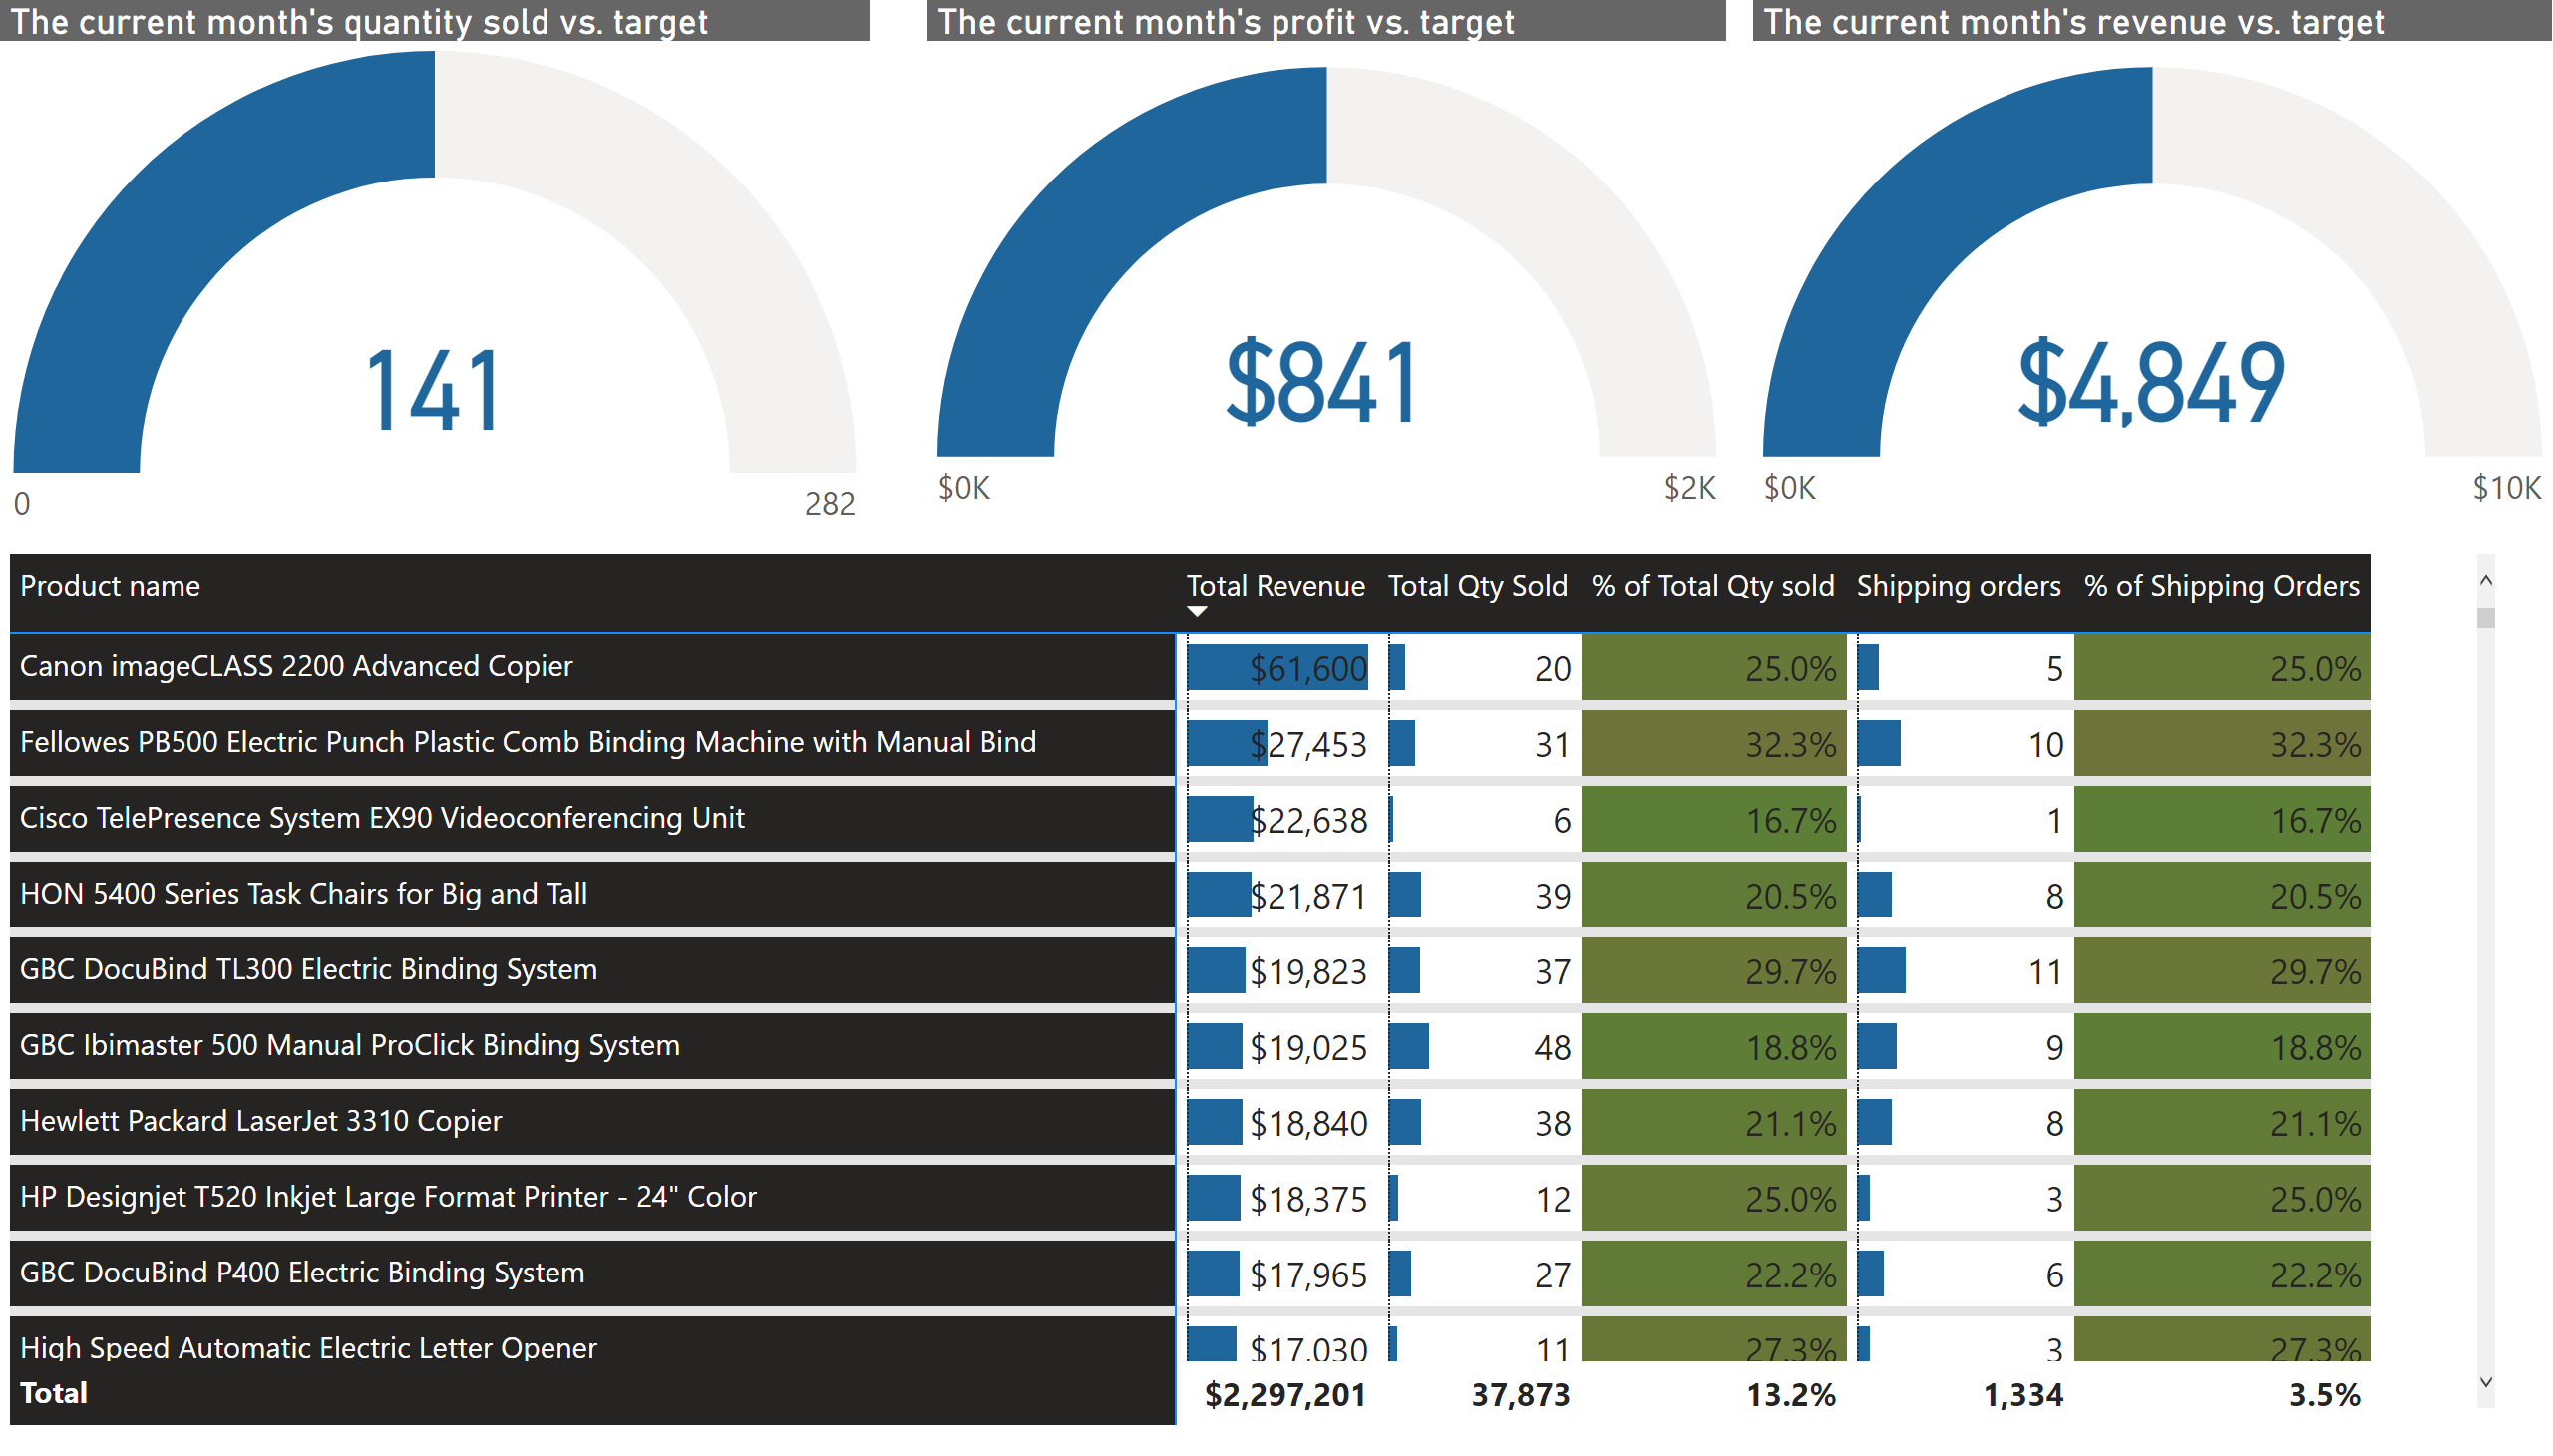 The current month's quantity sold vs. target
The current month's profit vs. target
The current month's revenue vs. target
141
$841
$4,849
0
282
$0K
$2K
$0K
$10K
Product name Total Revenue Total Qty Sold % of Total Qty sold Shipping orders % of Shipping Orders
Canon imageCLASS 2200 Advanced Copier $61,600 20 25.0% 5 25.0%
Fellowes PB500 Electric Punch Plastic Comb Binding Machine with Manual Bind $27,453 31 32.3% 10 32.3%
Cisco TelePresence System EX90 Videoconferencing Unit $22,638 6 16.7% 1 16.7%
HON 5400 Series Task Chairs for Big and Tall $21,871 39 20.5% 8 20.5%
GBC DocuBind TL300 Electric Binding System $19,823 37 29.7% 11 29.7%
GBC Ibimaster 500 Manual ProClick Binding System $19,025 48 18.8% 9 18.8%
Hewlett Packard LaserJet 3310 Copier $18,840 38 21.1% 8 21.1%
HP Designjet T520 Inkjet Large Format Printer - 24" Color $18,375 12 25.0% 3 25.0%
GBC DocuBind P400 Electric Binding System $17,965 27 22.2% 6 22.2%
High Speed Automatic Electric Letter Opener $17,030 11 27.3% 3 27.3%
Total $2,297,201 37,873 13.2% 1,334 3.5%